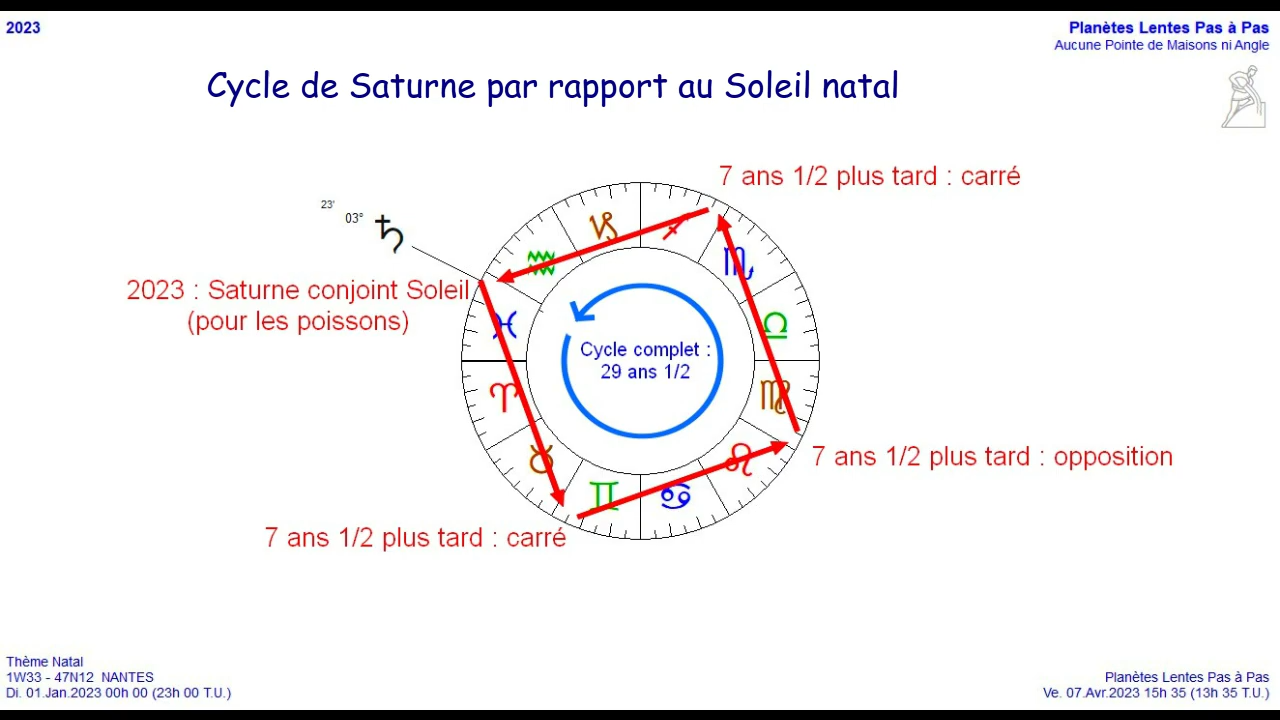 2023
Planètes Lentes Pas à Pas
Aucune Pointe de Maisons ni Angle
Cycle de Saturne par rapport au Soleil natal
7 ans 1/2 plus tard : carré
23'
03°
2023 : Saturne conjoint Soleil
(pour les poissons)
Cycle complet :
29 ans 1/2
7 ans 1/2 plus tard : opposition
7 ans 1/2 plus tard : carré
Thème Natal
1W33 - 47N12 NANTES
Di. 01.Jan.2023 00h 00 (23h 00 T.U.)
Planètes Lentes Pas à Pas
Ve. 07.Avr.2023 15h 35 (13h 35 T.U.)